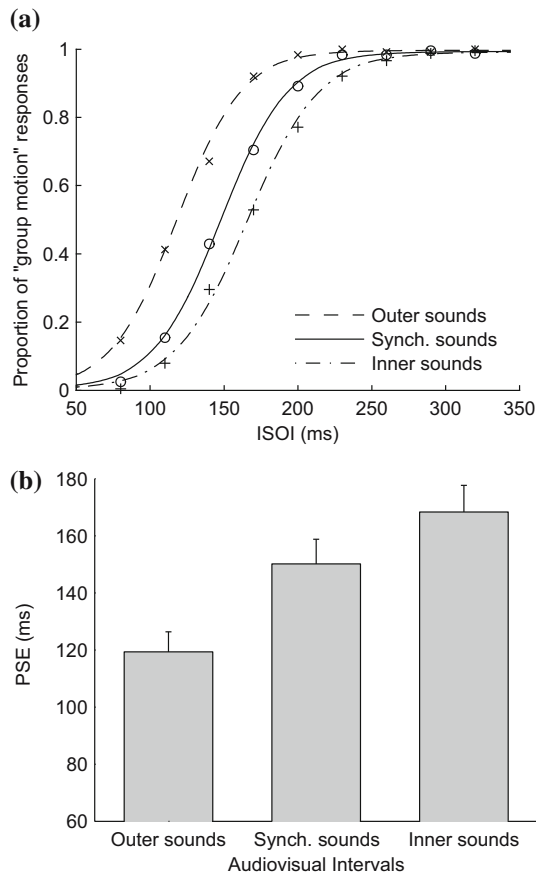 (a)
Proportion of "group motion" responses
1
0.8
0.6
0.4
0.2
0
50 100 150 200 250 300 350
ISOI (ms)
Outer sounds
Synch. sounds
Inner sounds
(b)
PSE (ms)
180
160
140
120
100
80
60
Outer sounds Synch. sounds Inner sounds
Audiovisual Intervals